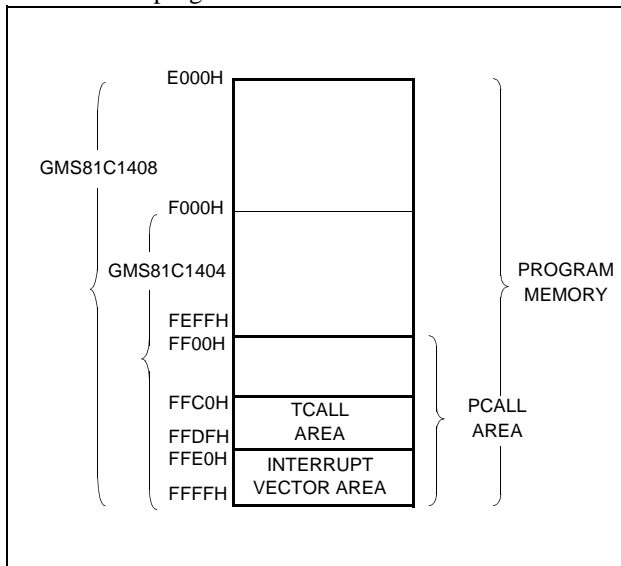 E000H
GMS81C1408
F000H
GMS81C1404
PROGRAM
MEMORY
FEFFH
FF00H
FFC0H
TCALL
AREA
PCALL
AREA
FFDFH
FFE0H
INTERRUPT
VECTOR AREA
FFFFH